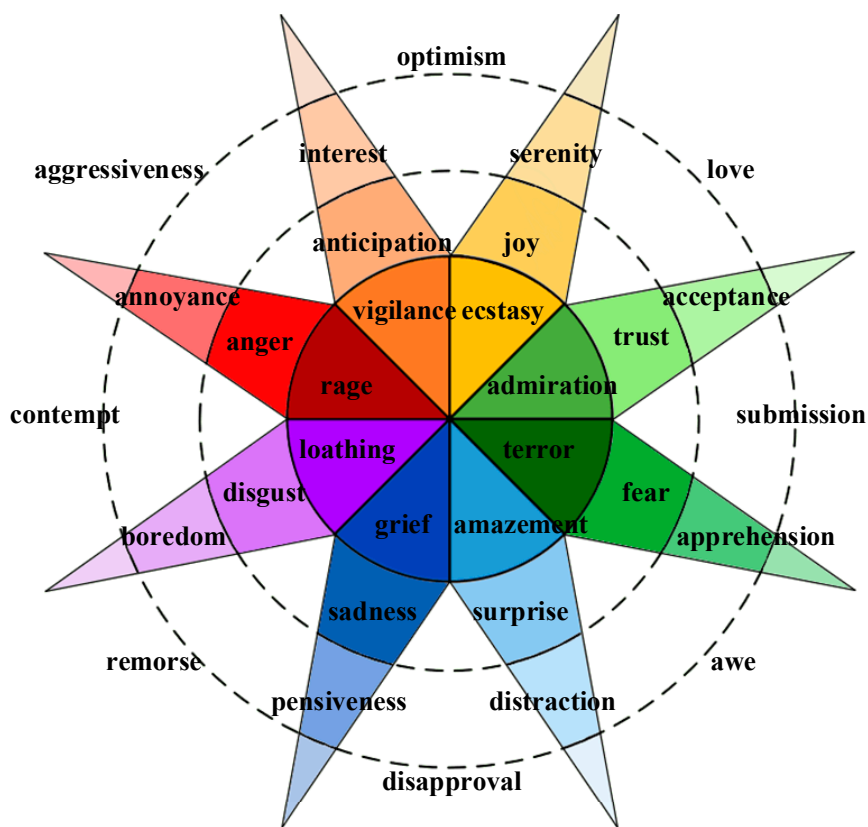 optimism
interest
serenity
aggressiveness
love
anticipation
joy
annoyance
acceptance
vigilance
ecstasy
anger
trust
rage
admiration
contempt
submission
loathing
terror
disgust
fear
grief
amazement
boredom
apprehension
sadness
surprise
remorse
awe
pensiveness
distraction
disapproval